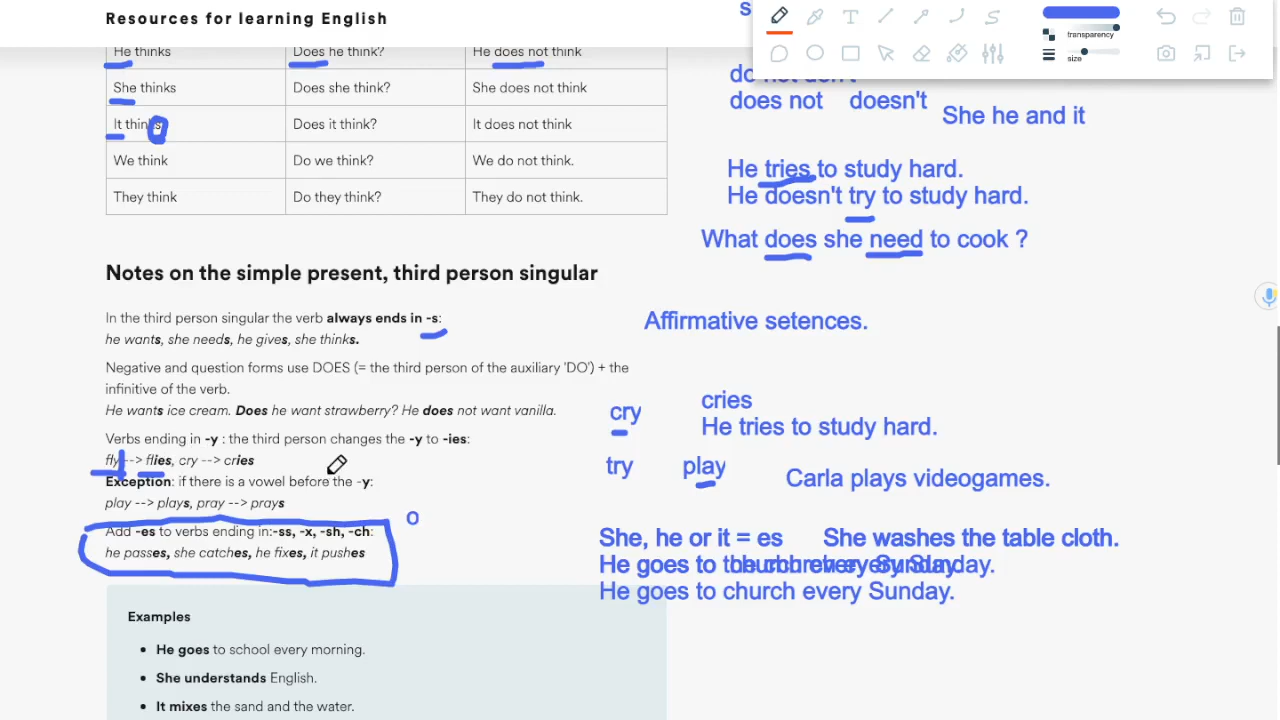 Resources for learning English
s
transparency
size
He thinks Does he think? He does not think
do not don't
She thinks Does she think? She does not think
does not doesn't
She he and it
It thinks Does it think? It does not think
We think Do we think? We do not think.
He tries to study hard.
They think Do they think? They do not think.
He doesn't try to study hard.
What does she need to cook ?
Notes on the simple present, third person singular
In the third person singular the verb always ends in -s:
he wants, she needs, he gives, she thinks.
Affirmative setences.
Negative and question forms use DOES (= the third person of the auxiliary 'DO') + the
infinitive of the verb.
He wants ice cream. Does he want strawberry? He does not want vanilla.
cry cries
He tries to study hard.
Verbs ending in -y : the third person changes the -y to -ies:
fly --> flies, cry --> cries
try play Carla plays videogames.
Exception: if there is a vowel before the -y:
play --> plays, pray --> prays
o
Add -es to verbs ending in:-ss, -x, -sh, -ch:
he passes, she catches, he fixes, it pushes
She, he or it = es She washes the table cloth.
He goes to church every Sunday.
He goes to church every Sunday.
Examples
• He goes to school every morning.
• She understands English.
• It mixes the sand and the water.